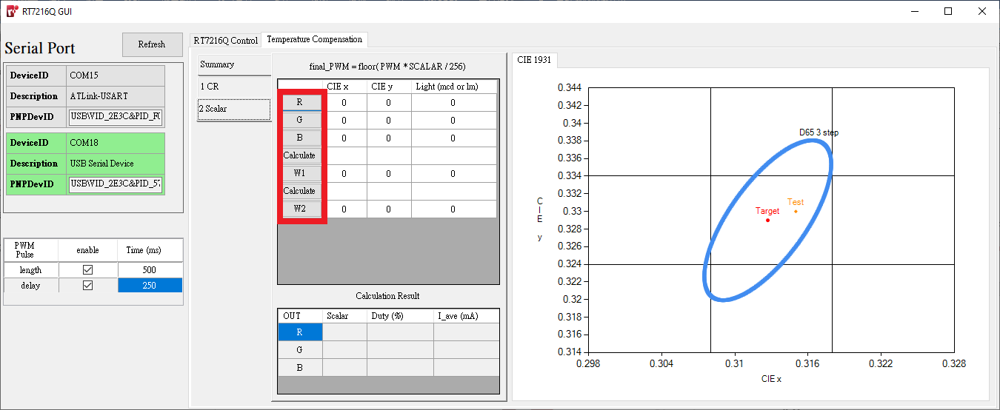 RT7216Q GUI
Serial Port
Refresh
DeviceID COM15
Description ATLink-USART
PNPDevID USB\VID_2E3C&PID_F0
DeviceID COM18
Description USB Serial Device
PNPDevID USB\VID_2E3C&PID_57
PWM Pulse enable Time (ms)
length 500
delay 250
RT7216Q Control Temperature Compensation
Summary
1 CR
2 Scalar
final_PWM = floor( PWM * SCALAR / 256)
CIE x CIE y Light (mcd or lm)
R 0 0 0
G 0 0 0
B 0 0 0
Calculate
W1 0 0 0
Calculate
W2 0 0 0
Calculation Result
OUT Scalar Duty (%) I_ave (mA)
R
G
B
CIE 1931
0.344
0.342
0.34
0.338
0.336
0.334
0.332
0.33
0.328
0.326
0.324
0.322
0.32
0.318
0.316
0.314
CIE y
D65 3 step
Test
Target
0.298 0.304 0.31 0.316 0.322 0.328
CIE x